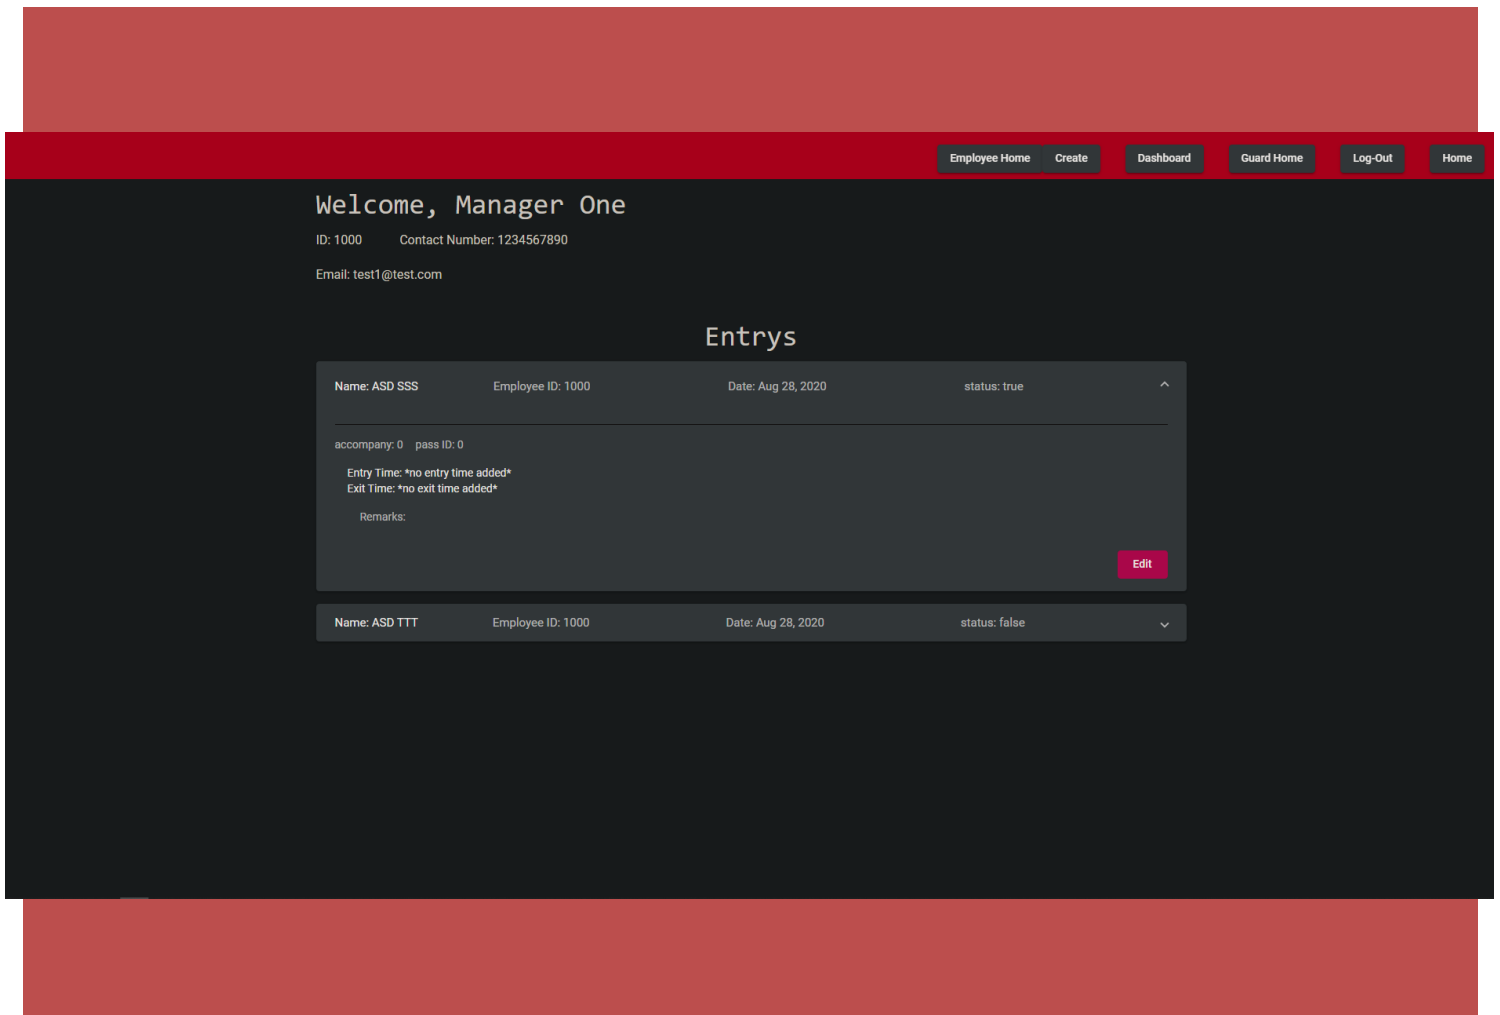 Employee Home Create Dashboard Guard Home Log-Out Home
Welcome, Manager One
ID: 1000 Contact Number: 1234567890
Email: test1@test.com
Entrys
Name: ASD SSS Employee ID: 1000 Date: Aug 28, 2020 status: true
accompany: 0 pass ID: 0
Entry Time: *no entry time added*
Exit Time: *no exit time added*
Remarks:
Edit
Name: ASD TTT Employee ID: 1000 Date: Aug 28, 2020 status: false